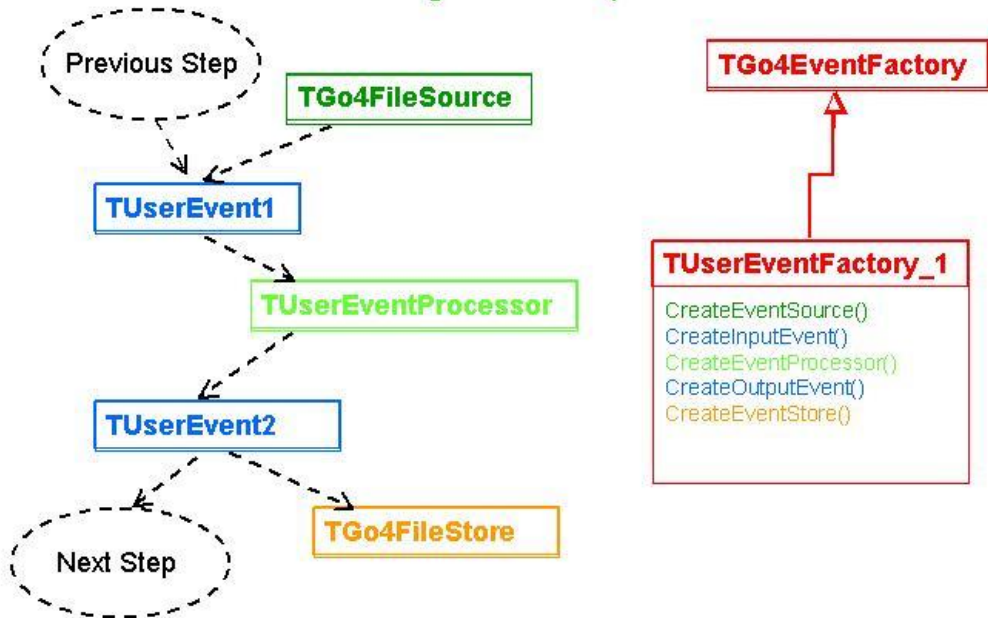 Previous Step
TGo4FileSource
TUserEvent1
TUserEventProcessor
TUserEvent2
TGo4FileStore
Next Step
TGo4EventFactory
TUserEventFactory_1
CreateEventSource()
CreateInputEvent()
CreateEventProcessor()
CreateOutputEvent()
CreateEventStore()